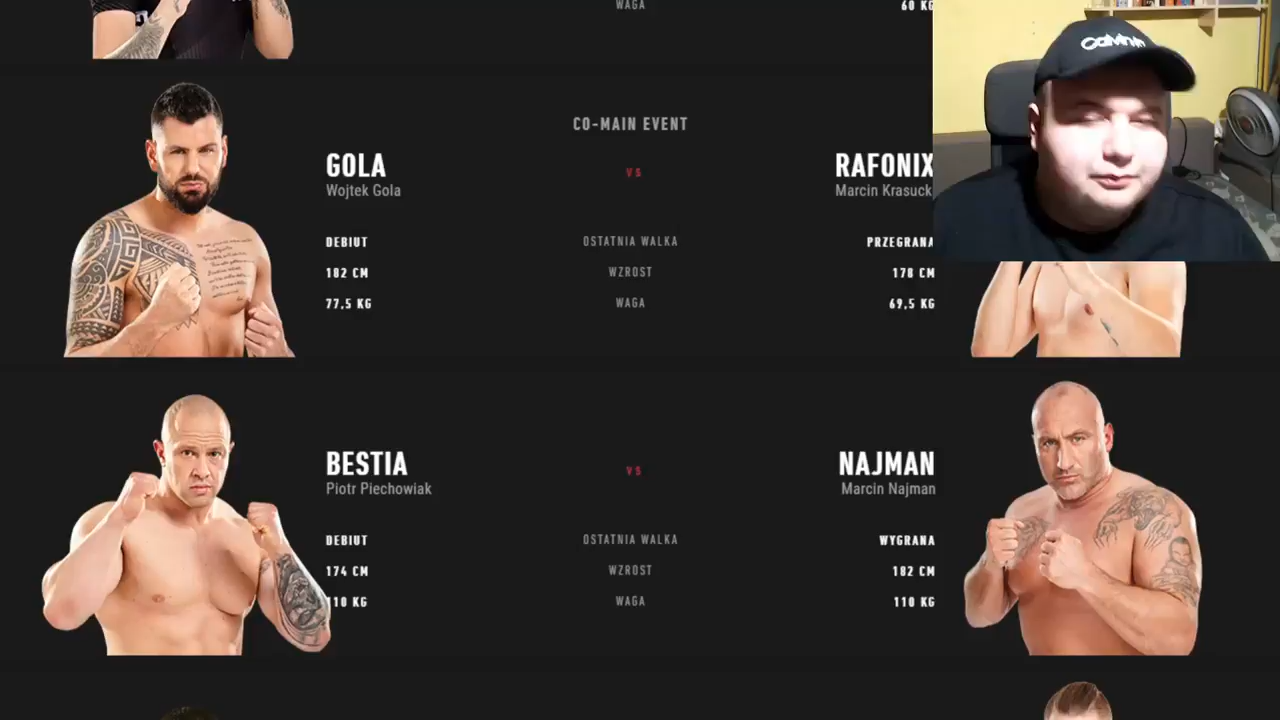 WAGA
60 KG
CO-MAIN EVENT
GOLA
VS
RAFONIX
Wojtek Gola
Marcin Krasuck
DEBIUT
OSTATNIA WALKA
PRZEGRANA
182 CM
WZROST
178 CM
77,5 KG
WAGA
69,5 KG
BESTIA
VS
NAJMAN
Piotr Piechowiak
Marcin Najman
DEBIUT
OSTATNIA WALKA
WYGRANA
174 CM
WZROST
182 CM
110 KG
WAGA
110 KG